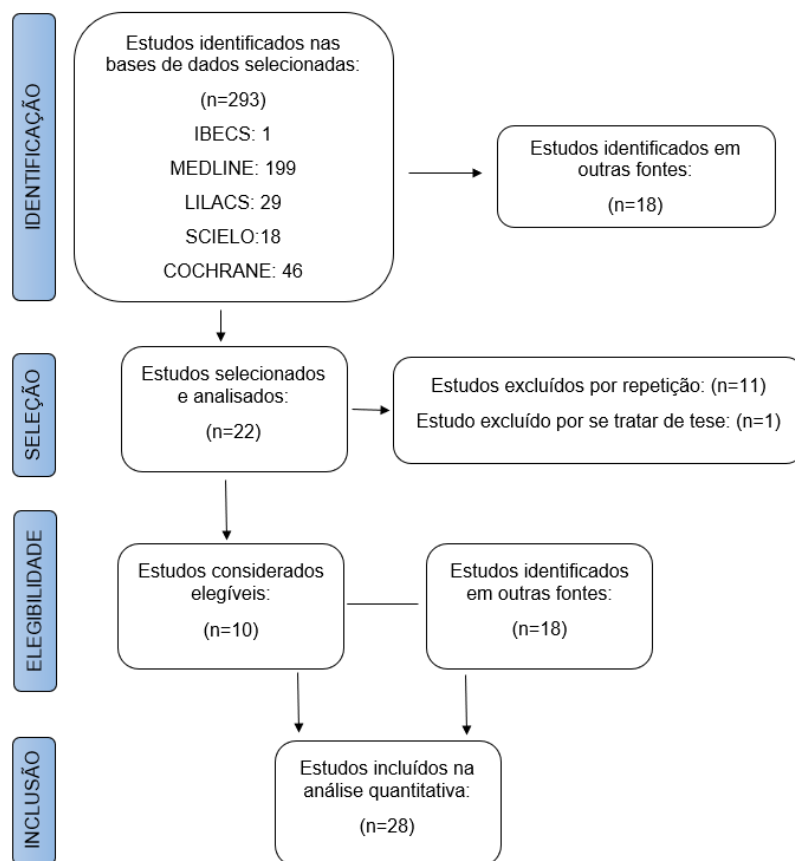 IDENTIFICAÇÃO
Estudos identificados nas
bases de dados selecionadas:
(n=293)
IBECS: 1
MEDLINE: 199
LILACS: 29
SCIELO:18
COCHRANE: 46
Estudos identificados em
outras fontes:
(n=18)
SELEÇÃO
Estudos selecionados
e analisados:
(n=22)
Estudos excluídos por repetição: (n=11)
Estudo excluído por se tratar de tese: (n=1)
ELEGIBILIDADE
Estudos considerados
elegíveis:
(n=10)
Estudos identificados
em outras fontes:
(n=18)
INCLUSÃO
Estudos incluídos na
análise quantitativa:
(n=28)